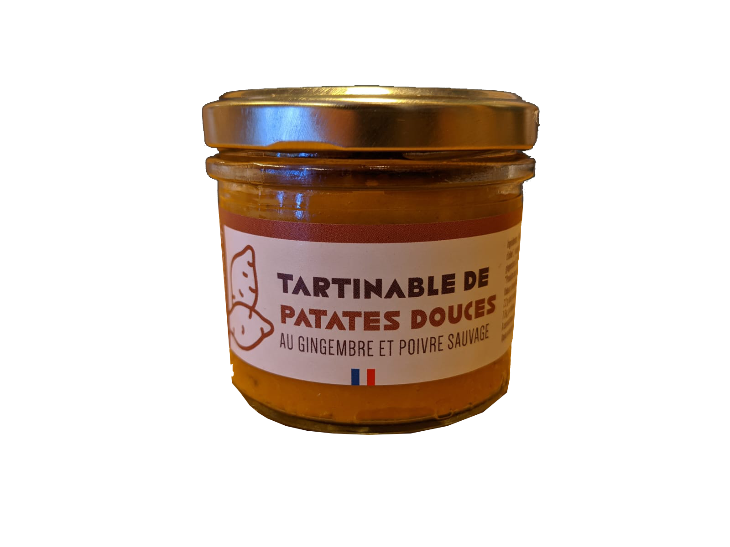 TARTINABLE DE
PATATES DOUCES
AU GINGEMBRE ET POIVRE SAUVAGE